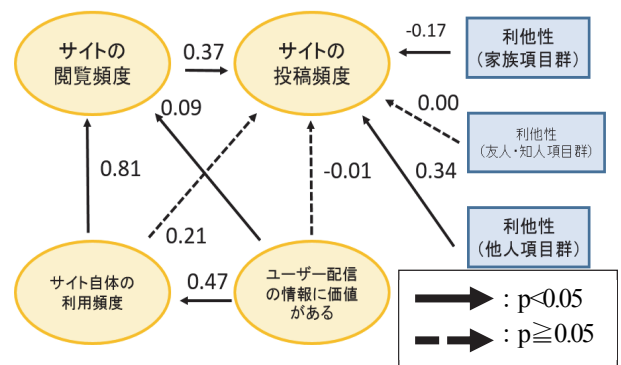 サイトの
閲覧頻度
0.37
サイトの
投稿頻度
-0.17
利他性
(家族項目群)
0.09
0.00
利他性
(友人・知人項目群)
0.81
-0.01
0.34
0.21
利他性
(他人項目群)
サイト自体の
利用頻度
0.47
ユーザー配信
の情報に価値
がある
: p<0.05
: p≧0.05